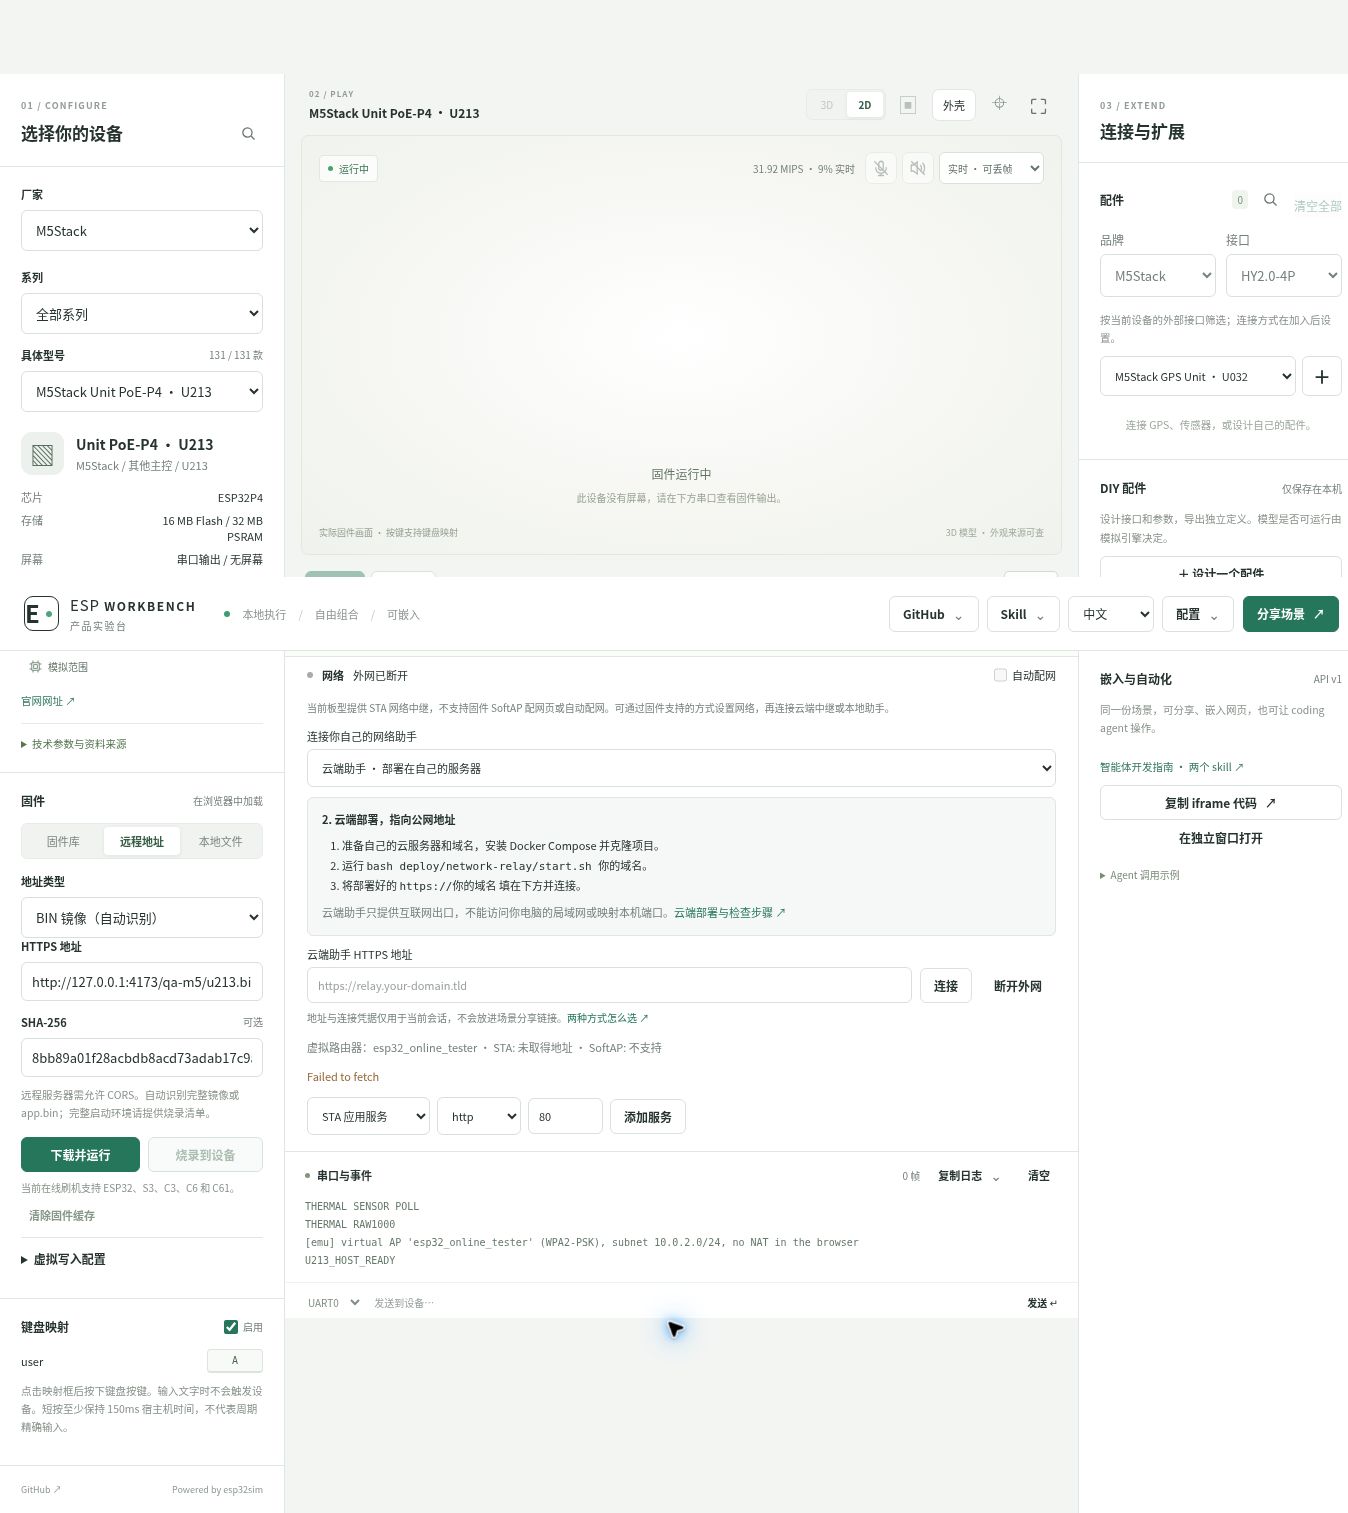 01 / CONFIGURE
选择你的设备
厂家
M5Stack
系列
全部系列
具体型号
131 / 131 款
M5Stack Unit PoE-P4 · U213
Unit PoE-P4 · U213
M5Stack / 其他主控 / U213
芯片
ESP32P4
存储
16 MB Flash / 32 MB
PSRAM
屏幕
串口输出 / 无屏幕
02 / PLAY
M5Stack Unit PoE-P4 · U213
3D
2D
外壳
运行中
31.92 MIPS · 9% 实时
实时 · 可丢帧
固件运行中
此设备没有屏幕，请在下方串口查看固件输出。
实际固件画面 · 按键支持键盘映射
3D 模型 · 外观来源可查
03 / EXTEND
连接与扩展
配件
0
清空全部
品牌
接口
M5Stack
HY2.0-4P
按当前设备的外部接口筛选；连接方式在加入后设
置。
M5Stack GPS Unit · U032
+
连接 GPS、传感器，或设计自己的配件。
DIY 配件
仅保存在本机
设计接口和参数，导出独立定义。模型是否可运行由
模拟引擎决定。
＋ 设计一个配件
E
ESP WORKBENCH
产品实验台
本地执行 / 自由组合 / 可嵌入
GitHub
Skill
中文
配置
分享场景 ↗
模拟范围
官网网址 ↗
技术参数与资料来源
固件
在浏览器中加载
固件库
远程地址
本地文件
地址类型
BIN 镜像（自动识别）
HTTPS 地址
http://127.0.0.1:4173/qa-m5/u213.bi
SHA-256
可选
8bb89a01f28acbdb8acd73adab17c9
远程服务器需允许 CORS。自动识别完整镜像或
app.bin；完整启动环境请提供烧录清单。
下载并运行
烧录到设备
当前在线刷机支持 ESP32、S3、C3、C6 和 C61。
清除固件缓存
虚拟写入配置
键盘映射
启用
user
A
点击映射框后按下键盘按键。输入文字时不会触发设
备。短按至少保持 150ms 宿主机时间，不代表周期
精确输入。
GitHub ↗
Powered by esp32sim
网络 外网已断开
自动配网
当前板型提供 STA 网络中继，不支持固件 SoftAP 配网页或自动配网。可通过固件支持的方式设置网络，再连接云端中继或本地助手。
连接你自己的网络助手
云端助手 · 部署在自己的服务器
2. 云端部署，指向公网地址
1. 准备自己的云服务器和域名，安装 Docker Compose 并克隆项目。
2. 运行 bash deploy/network-relay/start.sh 你的域名。
3. 将部署好的 https://你的域名 填在下方并连接。
云端助手只提供互联网出口，不能访问你电脑的局域网或映射本机端口。云端部署与检查步骤 ↗
云端助手 HTTPS 地址
https://relay.your-domain.tld
连接
断开外网
地址与连接凭据仅用于当前会话，不会放进场景分享链接。两种方式怎么选 ↗
虚拟路由器：esp32_online_tester · STA: 未取得地址 · SoftAP: 不支持
Failed to fetch
STA 应用服务
http
80
添加服务
串口与事件
0 帧
复制日志
清空
THERMAL SENSOR POLL
THERMAL RAW1000
[emu] virtual AP 'esp32_online_tester' (WPA2-PSK), subnet 10.0.2.0/24, no NAT in the browser
U213_HOST_READY
UART0
发送到设备…
发送 ↵
嵌入与自动化
API v1
同一份场景，可分享、嵌入网页，也可让 coding
agent 操作。
智能体开发指南 · 两个 skill ↗
复制 iframe 代码 ↗
在独立窗口打开
Agent 调用示例